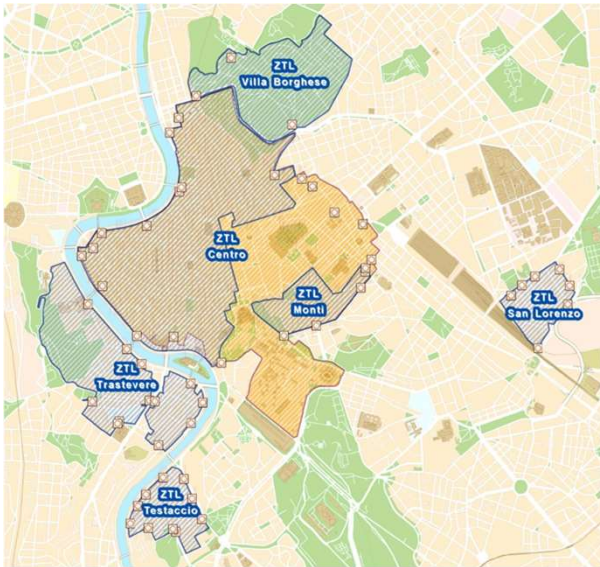 ZTL
Villa Borghese
ZTL
Centro
ZTL
Monti
ZTL
San Lorenzo
ZTL
Trastevere
ZTL
Testaccio